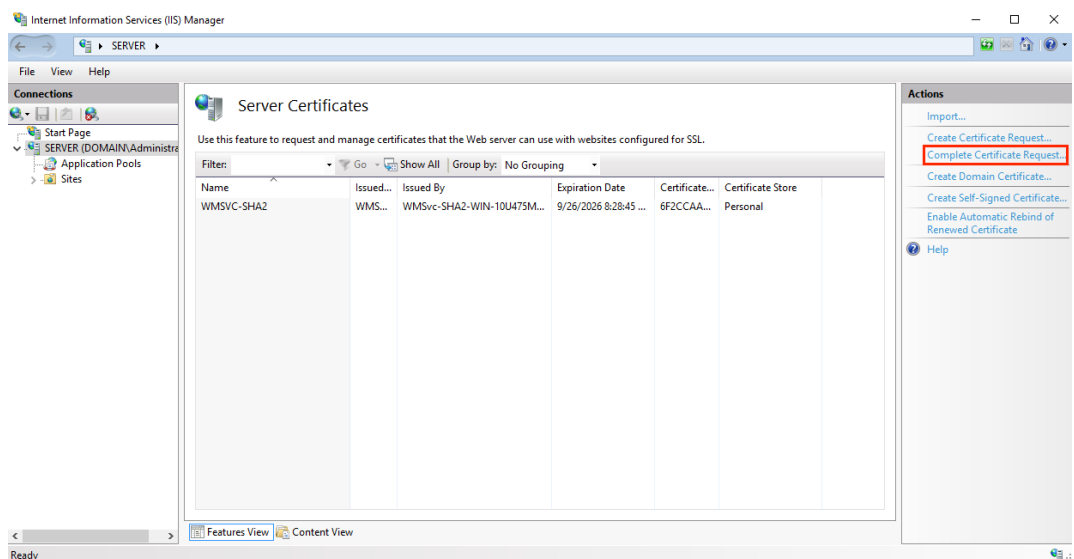 Internet Information Services (IIS) Manager
SERVER
File View Help
Connections
Start Page
SERVER (DOMAIN\Administra
Application Pools
Sites
Server Certificates
Use this feature to request and manage certificates that the Web server can use with websites configured for SSL.
Filter: Go Show All Group by: No Grouping
Name Issued... Issued By Expiration Date Certificate... Certificate Store
WMSVC-SHA2 WMS... WMSvc-SHA2-WIN-10U475M... 9/26/2026 8:28:45 ... 6F2CCAA... Personal
Features View Content View
Actions
Import...
Create Certificate Request...
Complete Certificate Request...
Create Domain Certificate...
Create Self-Signed Certificate...
Enable Automatic Rebind of
Renewed Certificate
Help
Ready